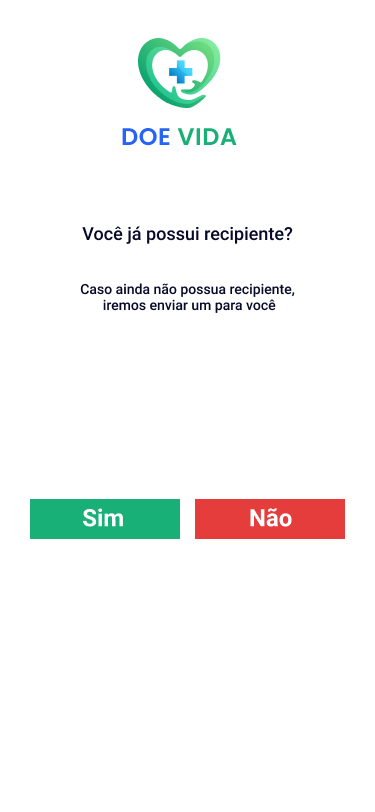 DOE VIDA
Você já possui recipiente?
Caso ainda não possua recipiente,
iremos enviar um para você
Sim
Não